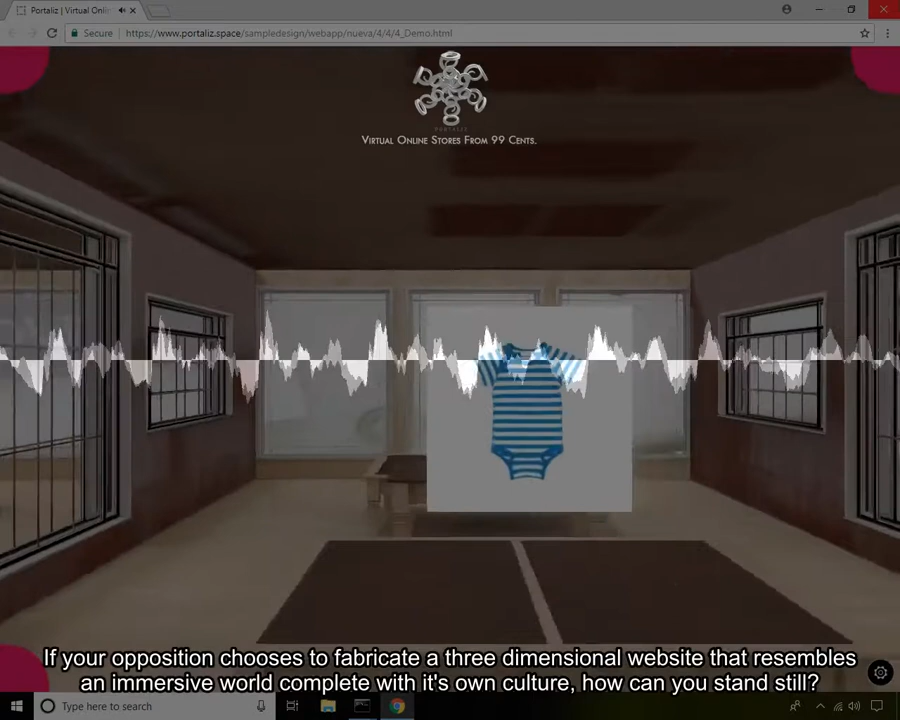 Portaliz | Virtual Onlin
Secure
https://www.portaliz.space/sampledesign/webapp/nueva/4/4/4_Demo.html
PORTALIZ
Virtual Online Stores From 99 Cents.
If your opposition chooses to fabricate a three dimensional website that resembles
an immersive world complete with it's own culture, how can you stand still?
Type here to search